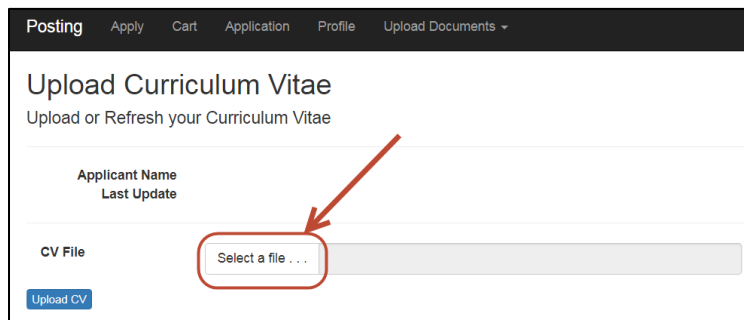 Posting Apply Cart Application Profile Upload Documents
Upload Curriculum Vitae
Upload or Refresh your Curriculum Vitae
Applicant Name
Last Update
CV File Select a file . . .
Upload CV